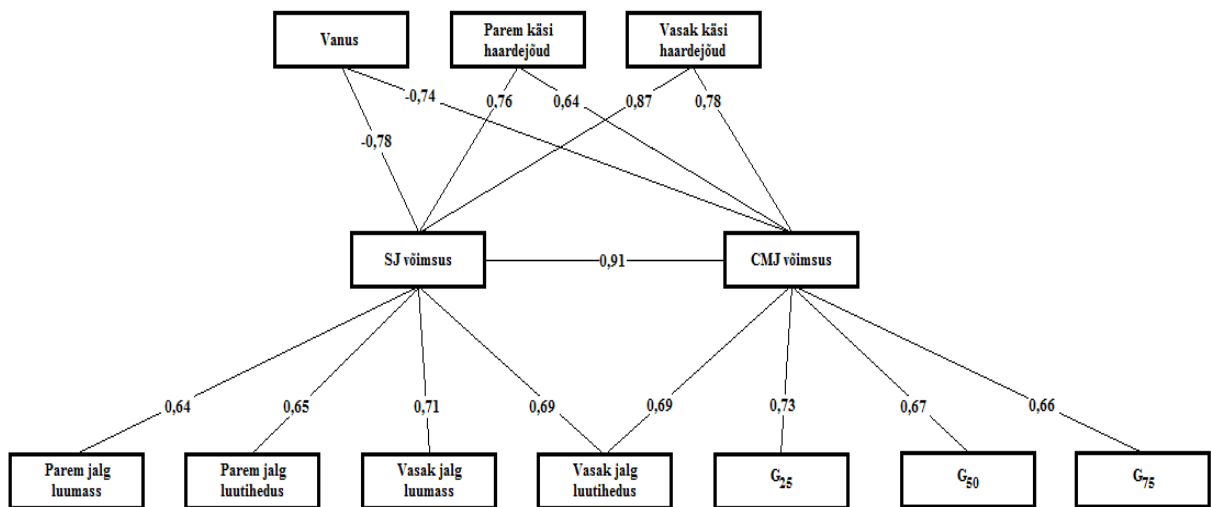 Vanus
Parem käsi
haardejõud
Vasak käsi
haardejõud
-0,74
0,76
0,64
0,87
0,78
-0,78
SJ võimsus
0,91
CMJ võimsus
0,64
0,65
0,71
0,69
0,69
0,73
0,67
0,66
Parem jalg
luumass
Parem jalg
luutihedus
Vasak jalg
luumass
Vasak jalg
luutihedus
G25
G50
G75